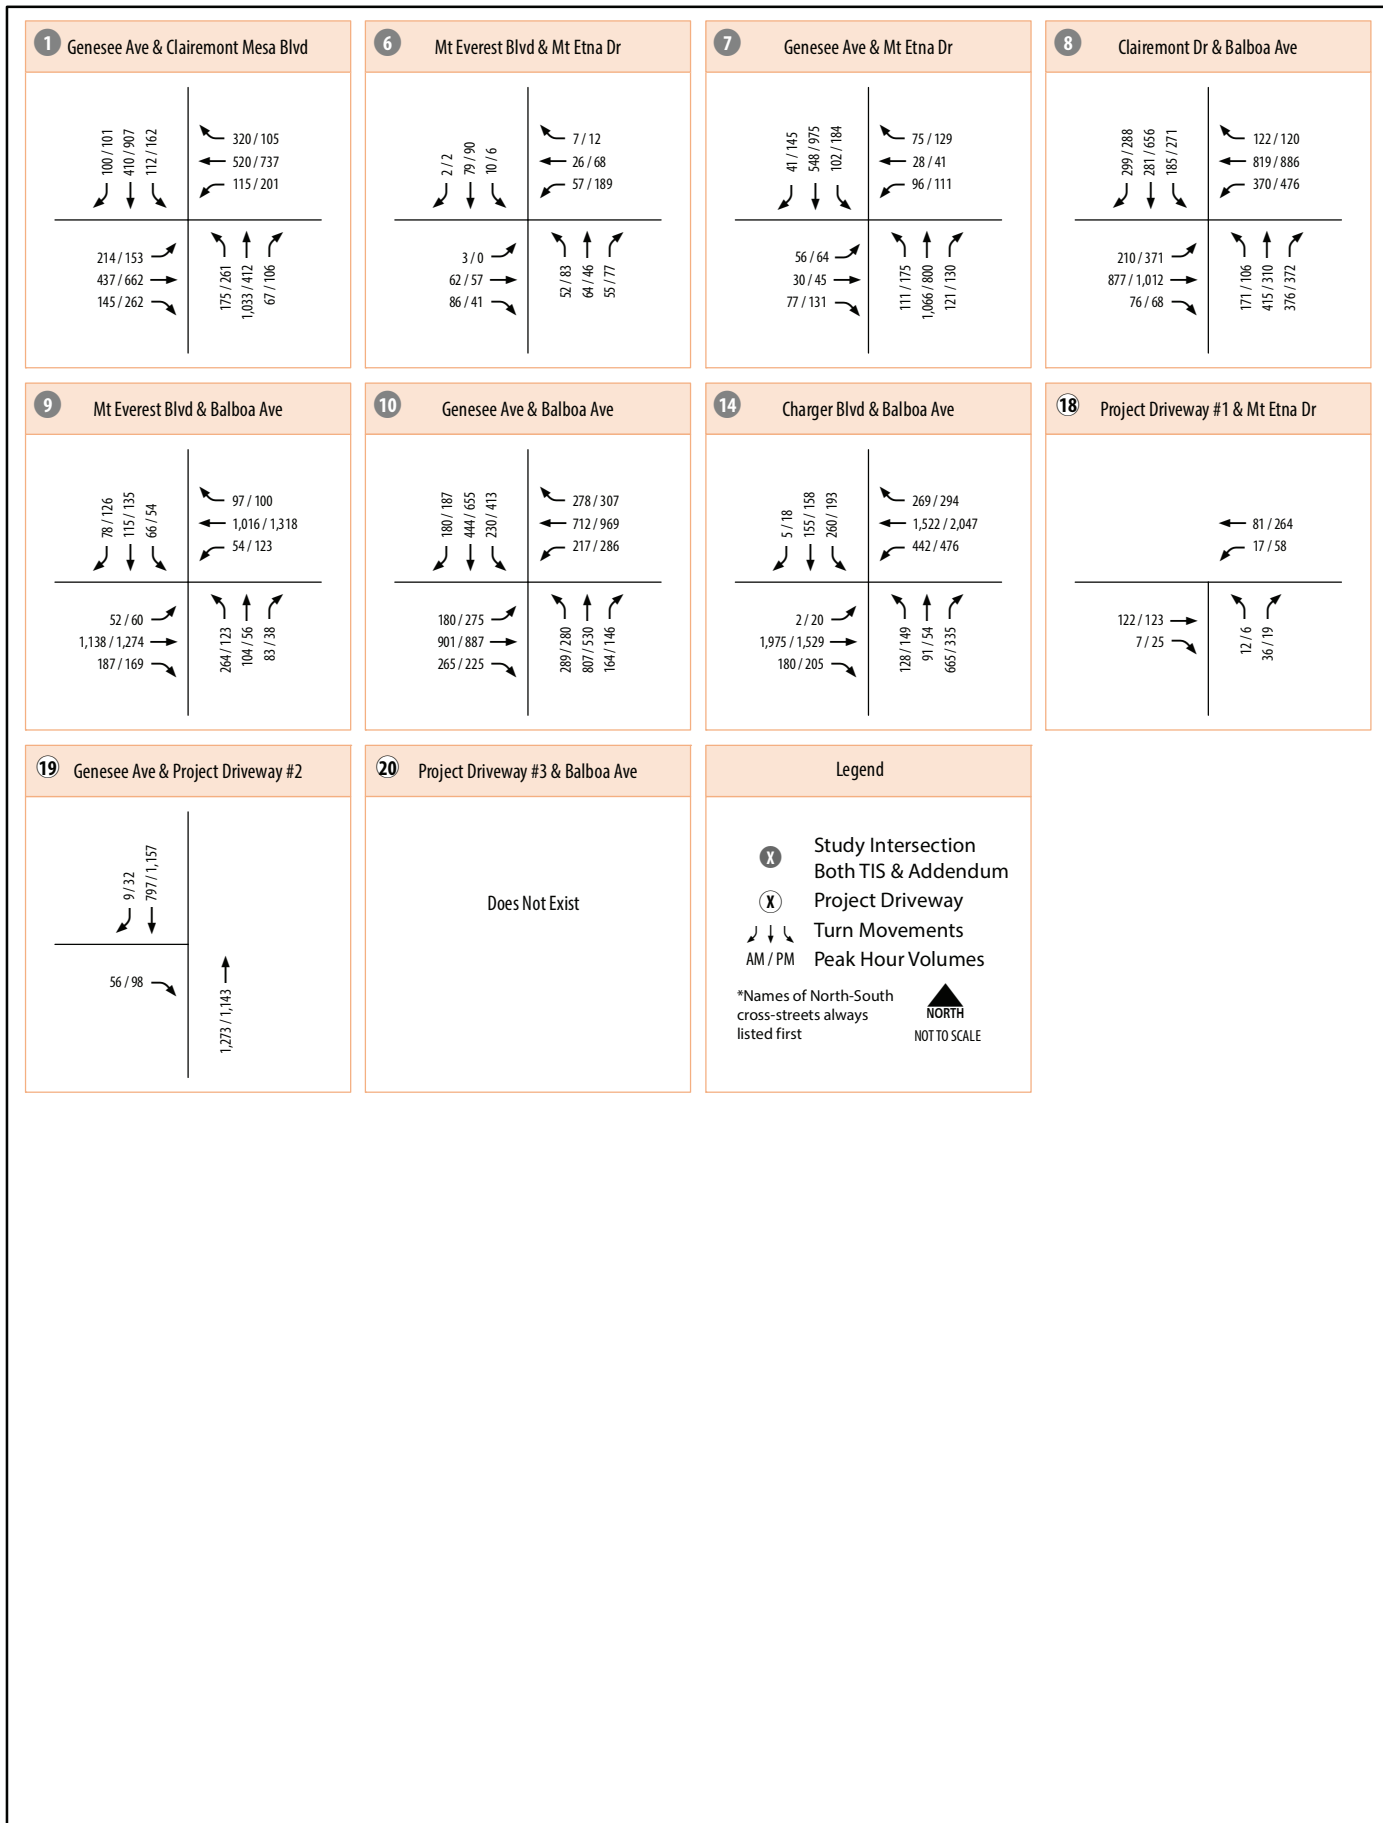 1 Genesee Ave & Clairemont Mesa Blvd
100 / 101
410 / 907
112 / 162
320 / 105
520 / 737
115 / 201
214 / 153
437 / 662
145 / 262
175 / 261
1,033 / 412
67 / 106
6 Mt Everest Blvd & Mt Etna Dr
2 / 2
79 / 90
10 / 6
7 / 12
26 / 68
57 / 189
3 / 0
62 / 57
86 / 41
52 / 83
64 / 46
55 / 77
7 Genesee Ave & Mt Etna Dr
41 / 145
548 / 975
102 / 184
75 / 129
28 / 41
96 / 111
56 / 64
30 / 45
77 / 131
111 / 175
1,066 / 800
121 / 130
8 Clairemont Dr & Balboa Ave
299 / 288
281 / 656
185 / 271
122 / 120
819 / 886
370 / 476
210 / 371
877 / 1,012
76 / 68
171 / 106
415 / 310
376 / 372
9 Mt Everest Blvd & Balboa Ave
78 / 126
115 / 135
66 / 54
97 / 100
1,016 / 1,318
54 / 123
52 / 60
1,138 / 1,274
187 / 169
264 / 123
104 / 56
83 / 38
10 Genesee Ave & Balboa Ave
180 / 187
444 / 655
230 / 413
278 / 307
712 / 969
217 / 286
180 / 275
901 / 887
265 / 225
289 / 280
807 / 530
164 / 146
14 Charger Blvd & Balboa Ave
5 / 18
155 / 158
260 / 193
269 / 294
1,522 / 2,047
442 / 476
2 / 20
1,975 / 1,529
180 / 205
128 / 149
91 / 54
665 / 335
18 Project Driveway #1 & Mt Etna Dr
81 / 264
17 / 58
122 / 123
7 / 25
12 / 6
36 / 19
19 Genesee Ave & Project Driveway #2
9 / 32
797 / 1,157
56 / 98
1,273 / 1,143
20 Project Driveway #3 & Balboa Ave
Does Not Exist
Legend
X Study Intersection
Both TIS & Addendum
X Project Driveway
Turn Movements
AM / PM Peak Hour Volumes
*Names of North-South
cross-streets always
listed first
NORTH
NOT TO SCALE